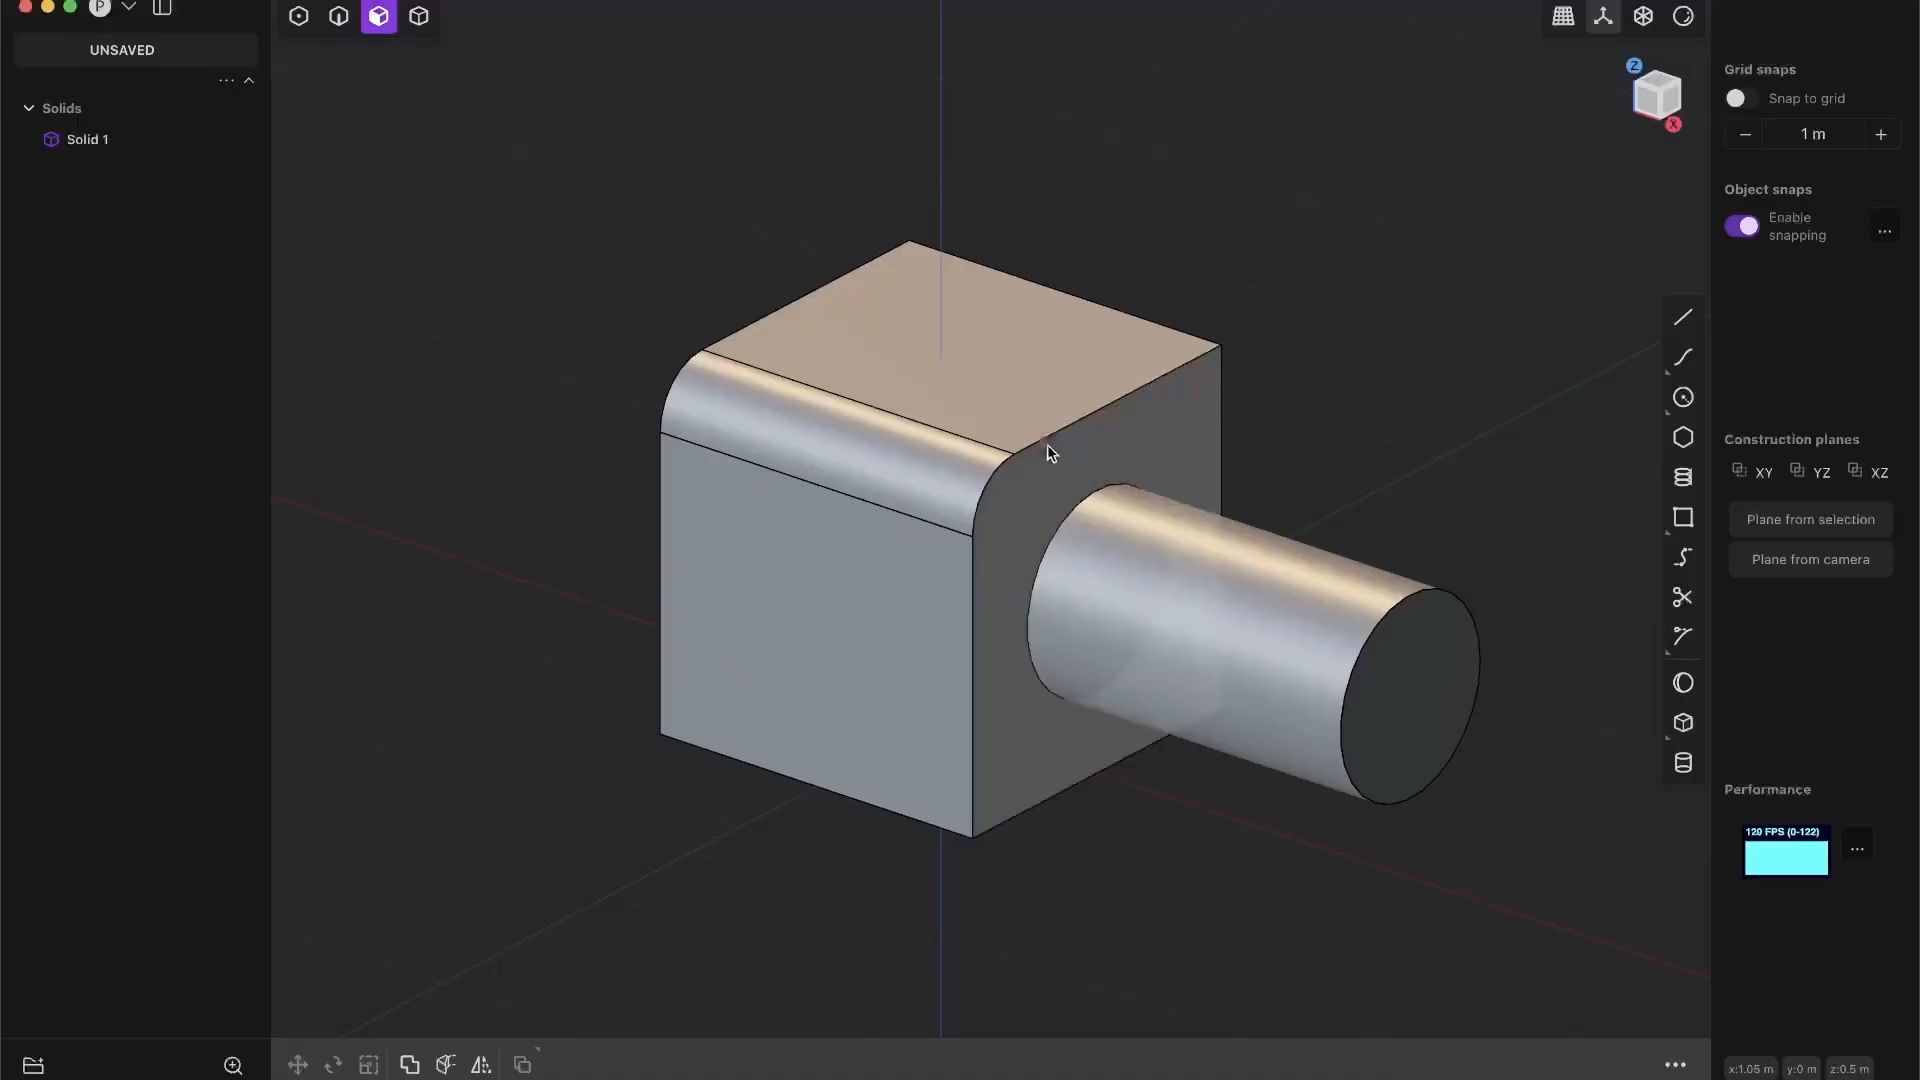 P
UNSAVED
Solids
Solid 1
Z
X
Grid snaps
Snap to grid
1 m
Object snaps
Enable
snapping
Construction planes
XY
YZ
XZ
Plane from selection
Plane from camera
Performance
120 FPS (0-122)
x:1.05 m
y:0 m
z:0.5 m